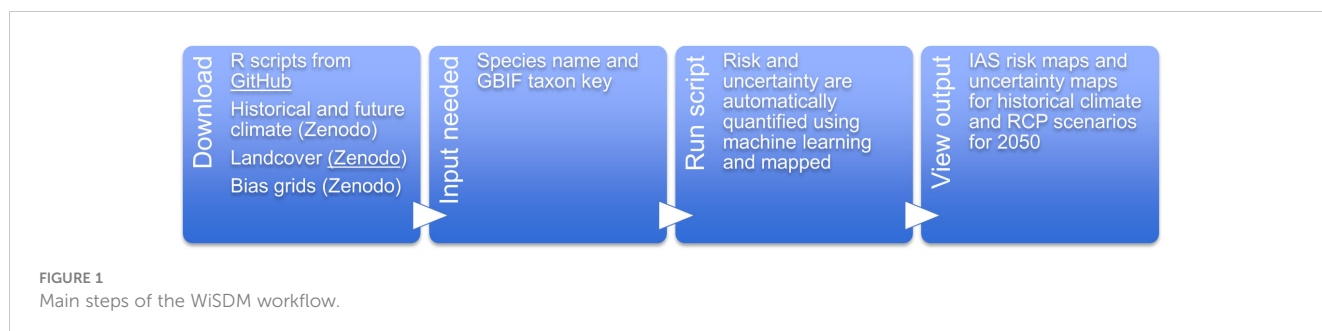 Download
R scripts from
GitHub
Historical and future
climate (Zenodo)
Landcover (Zenodo)
Bias grids (Zenodo)
Input needed
Species name and
GBIF taxon key
Run script
Risk and
uncertainty are
automatically
quantified using
machine learning
and mapped
View output
IAS risk maps and
uncertainty maps
for historical climate
and RCP scenarios
for 2050
FIGURE 1
Main steps of the WiSDM workflow.